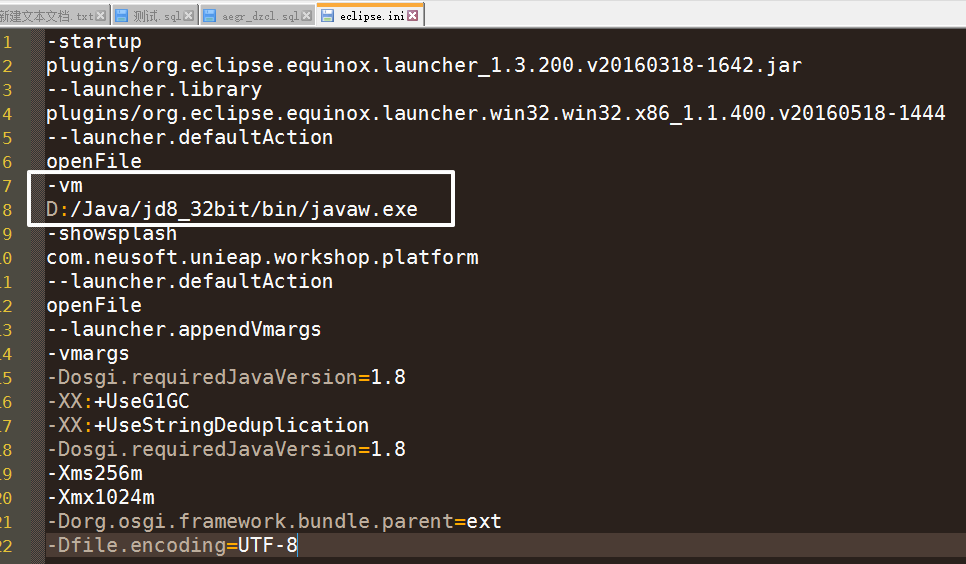 新建文本文档.txt 测试.sql aegr_dzcl.sql eclipse.ini
1 -startup
2 plugins/org.eclipse.equinox.launcher_1.3.200.v20160318-1642.jar
3 --launcher.library
4 plugins/org.eclipse.equinox.launcher.win32.win32.x86_1.1.400.v20160518-1444
5 --launcher.defaultAction
6 openFile
7 -vm
8 D:/Java/jd8_32bit/bin/javaw.exe
9 -showsplash
10 com.neusoft.unieap.workshop.platform
11 --launcher.defaultAction
12 openFile
13 --launcher.appendVmargs
14 -vmargs
15 -Dosgi.requiredJavaVersion=1.8
16 -XX:+UseG1GC
17 -XX:+UseStringDeduplication
18 -Dosgi.requiredJavaVersion=1.8
19 -Xms256m
20 -Xmx1024m
21 -Dorg.osgi.framework.bundle.parent=ext
22 -Dfile.encoding=UTF-8